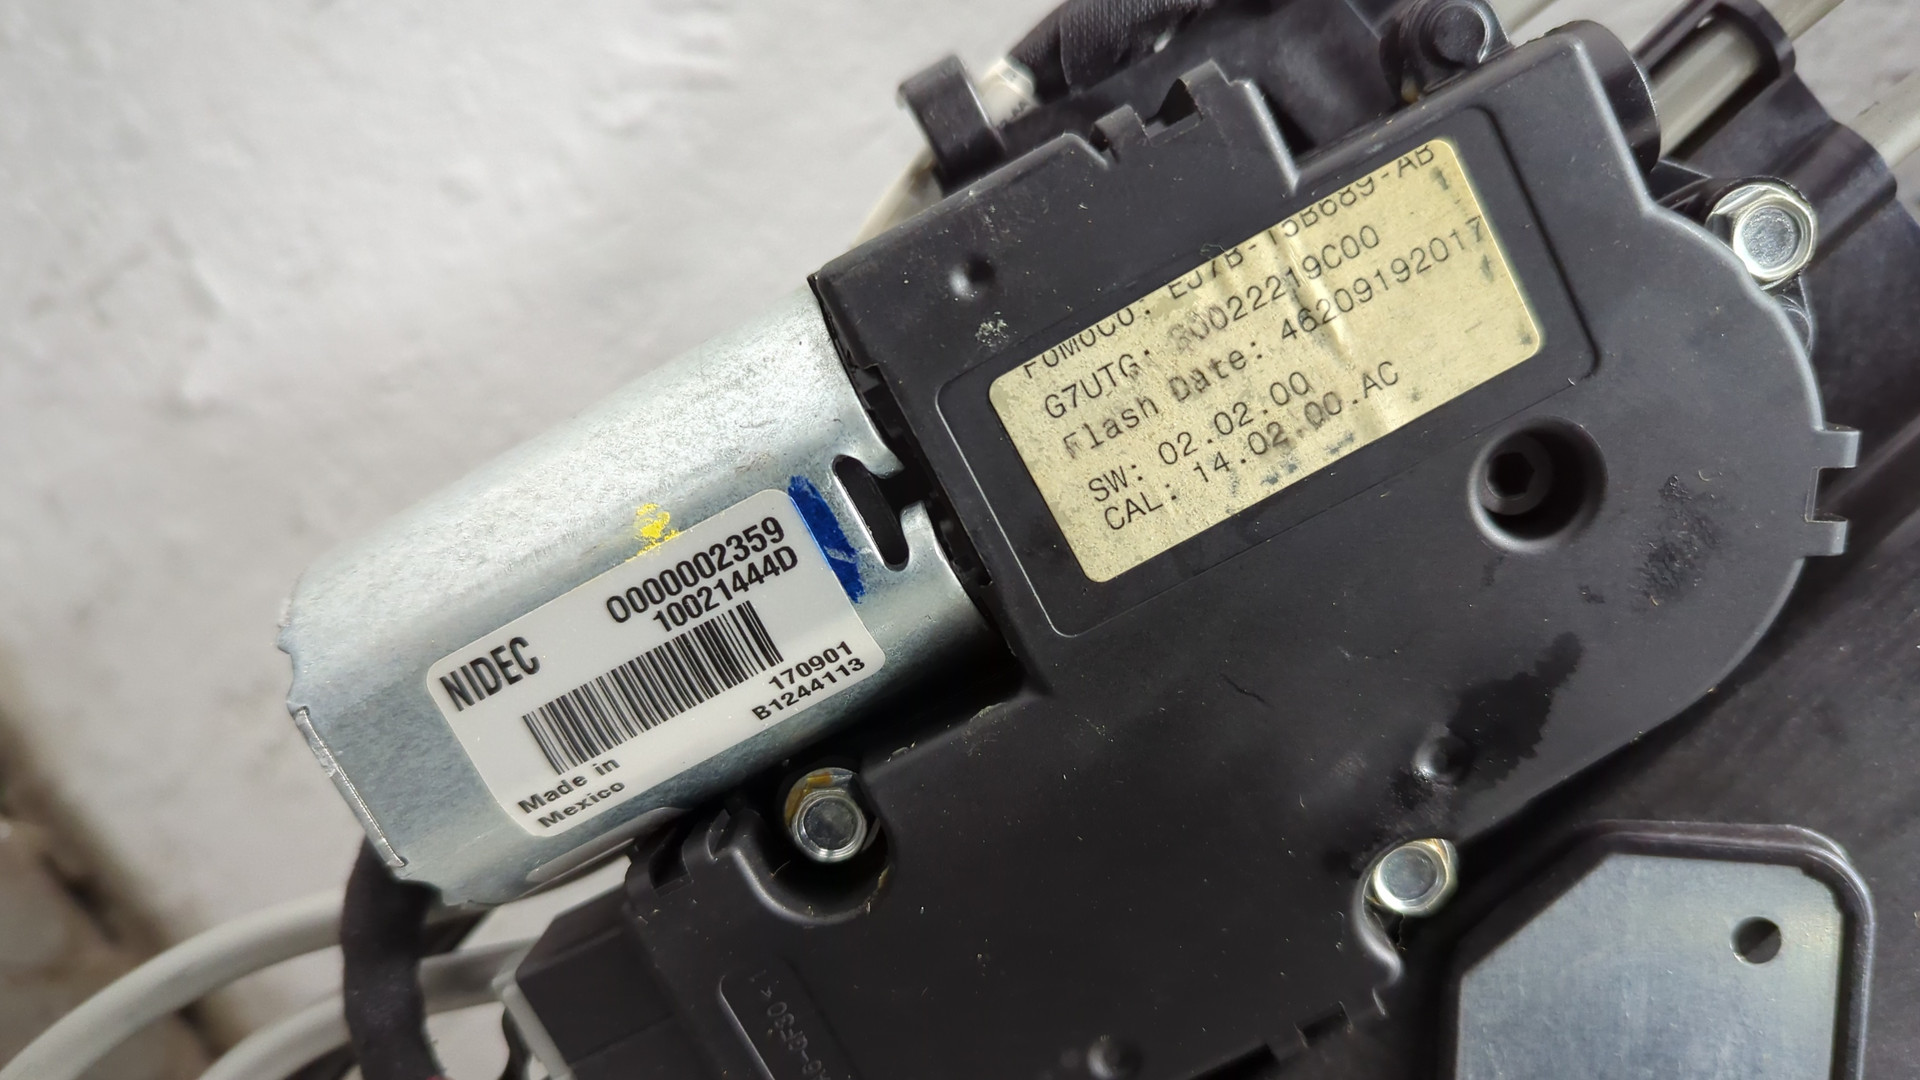 NIDEC
0000002359
10021444D
170901
B1244113
Made in
Mexico
FOMOCO: EJ7B-15B689-AB
G7UTG: 80022219C00
Flash Date: 46209192017
SW: 02.02.00
CAL: 14.02.00.AC